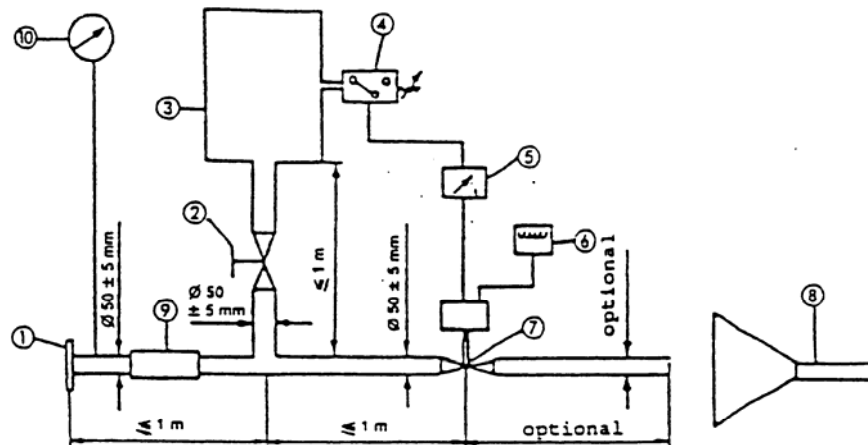 10
4
3
5
2
6
≤ 1 m
Ø 50 ± 5 mm
Ø 50
± 5 mm
Ø 50 ± 5 mm
optional
1
9
7
8
≤ 1 m
≤ 1 m
optional